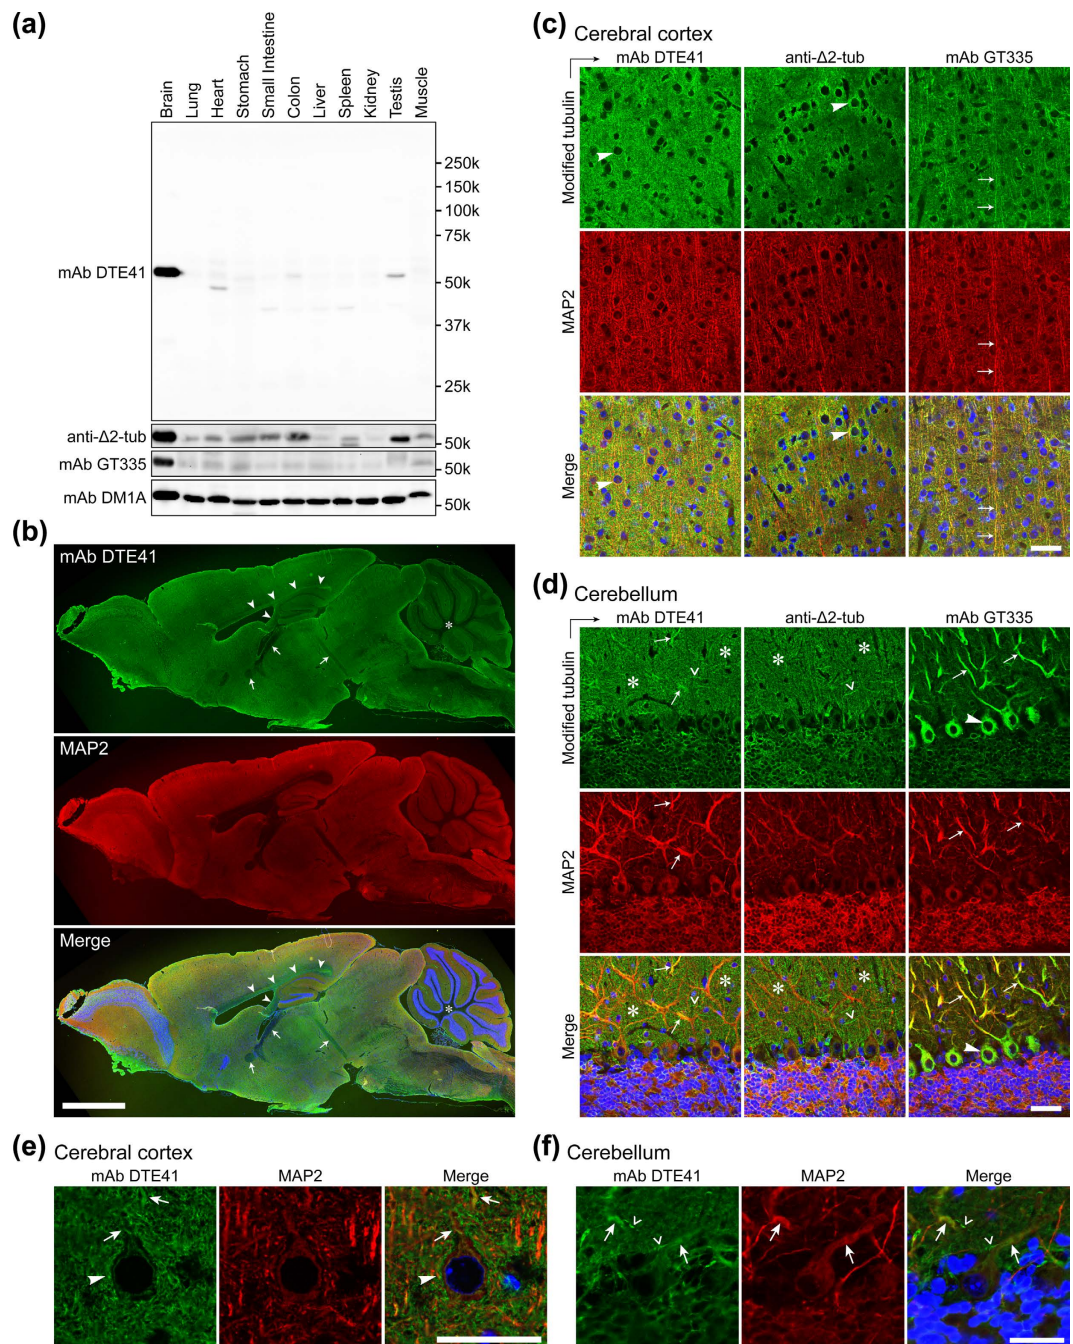 (a)
Brain
Lung
Heart
Stomach
Small Intestine
Colon
Liver
Spleen
Kidney
Testis
Muscle
250k
150k
100k
75k
mAb DTE41
50k
37k
25k
anti-Δ2-tub
50k
mAb GT335
50k
mAb DM1A
50k
(b)
mAb DTE41
*
MAP2
Merge
*
(c) Cerebral cortex
mAb DTE41 anti-Δ2-tub mAb GT335
Modified tubulin
MAP2
Merge
(d) Cerebellum
mAb DTE41 anti-Δ2-tub mAb GT335
Modified tubulin
* * * *
MAP2
Merge
* * * *
(e) Cerebral cortex
mAb DTE41 MAP2 Merge
(f) Cerebellum
mAb DTE41 MAP2 Merge